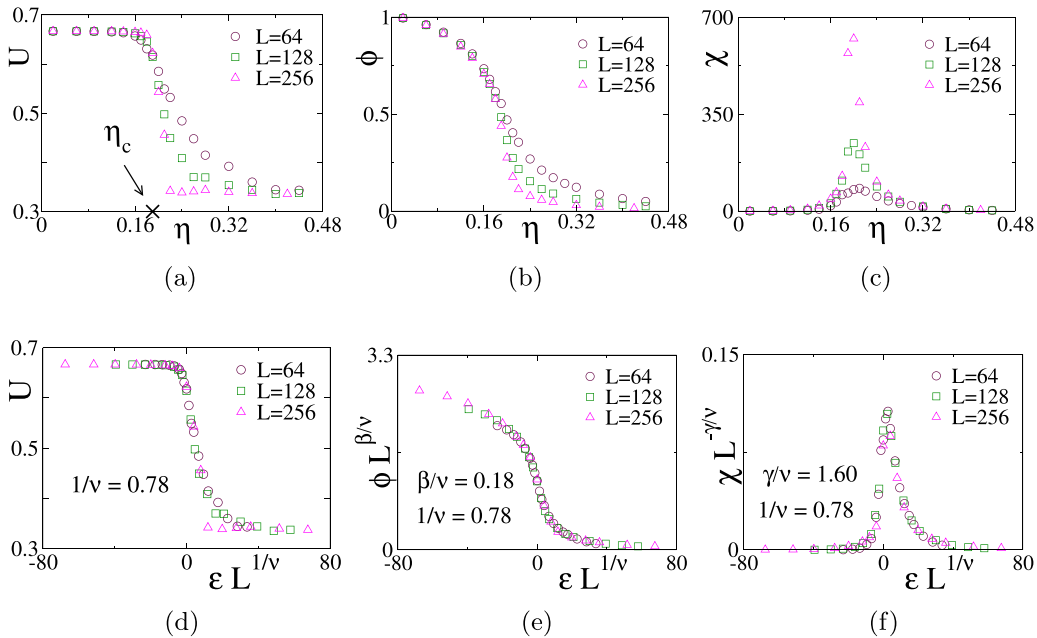 0.7
U
0.5
0.3
L=64
L=128
L=256
η_c
0 0.16 0.32 0.48
η
(a)
1
ϕ
0.5
0
L=64
L=128
L=256
0 0.16 0.32 0.48
η
(b)
700
χ
350
0
L=64
L=128
L=256
0 0.16 0.32 0.48
η
(c)
0.7
U
0.5
0.3
L=64
L=128
L=256
1/ν = 0.78
-80 0 80
ε L^{1/ν}
(d)
3.3
ϕ L^{β/ν}
0
L=64
L=128
L=256
β/ν = 0.18
1/ν = 0.78
-80 0 80
ε L^{1/ν}
(e)
0.15
χ L^{-γ/ν}
0
L=64
L=128
L=256
γ/ν = 1.60
1/ν = 0.78
-80 0 80
ε L^{1/ν}
(f)